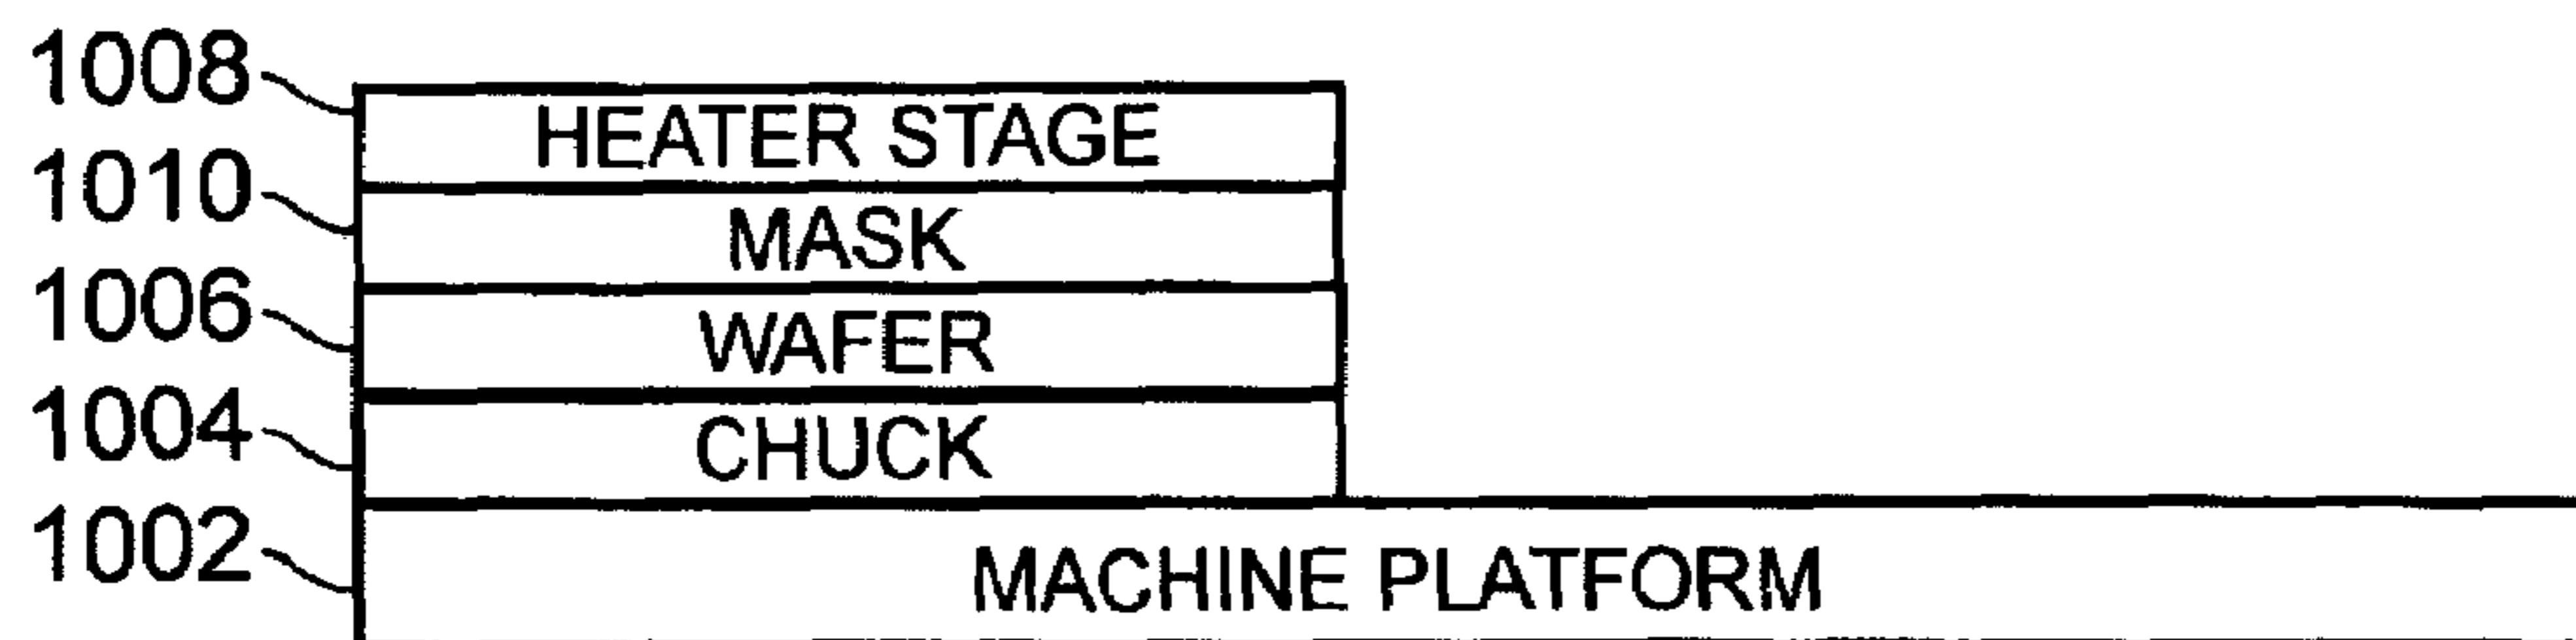 1008 HEATER STAGE
1010 MASK
1006 WAFER
1004 CHUCK
1002 MACHINE PLATFORM